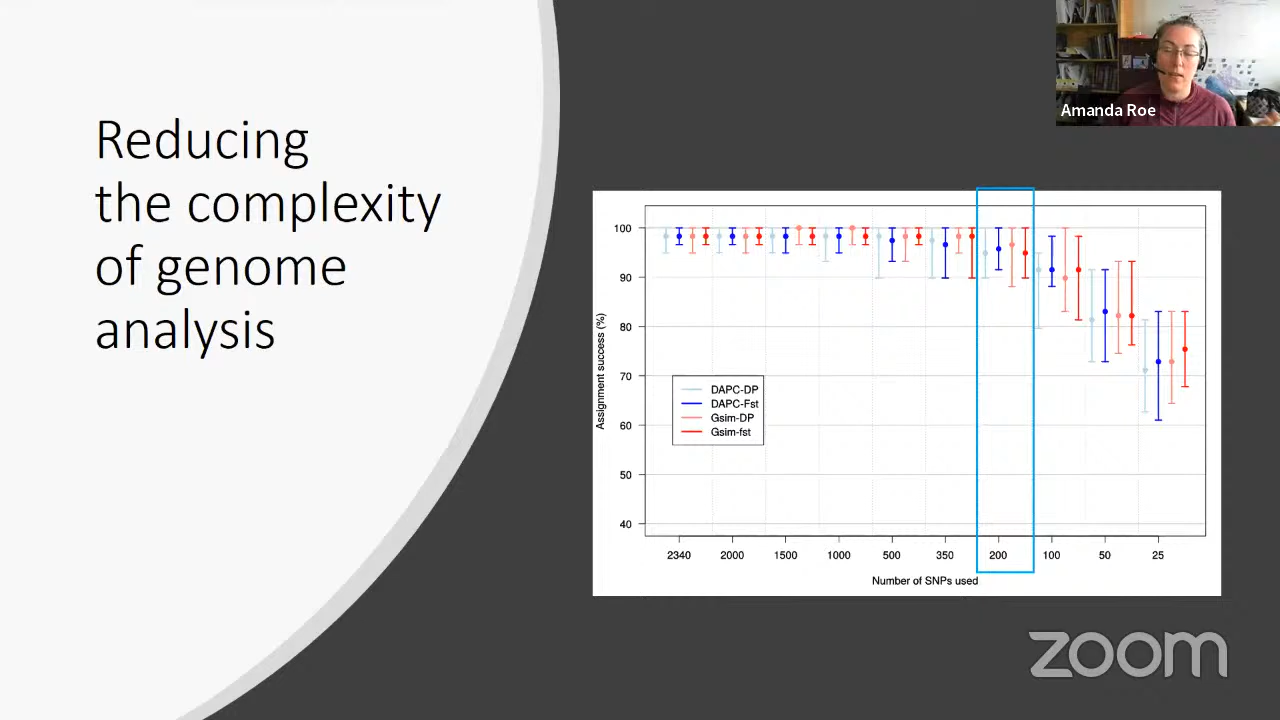 Reducing
the complexity
of genome
analysis
Amanda Roe
100
90
80
70
60
50
40
Assignment success (%)
DAPC-DP
DAPC-Fst
Gsim-DP
Gsim-fst
2340 2000 1500 1000 500 350 200 100 50 25
Number of SNPs used
zoom